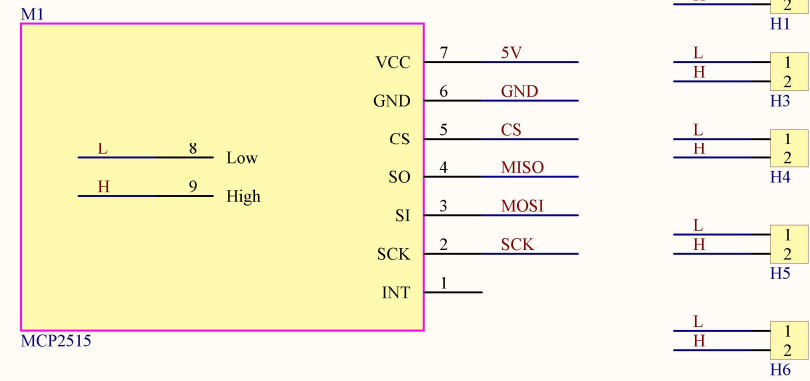 M1
2
H1
VCC 7 5V
L 1
H 2
GND 6 GND
H3
CS 5 CS
L 1
L 8 Low
H 2
SO 4 MISO
H4
H 9 High
SI 3 MOSI
L 1
SCK 2 SCK
H 2
H5
INT 1
L 1
MCP2515
H 2
H6